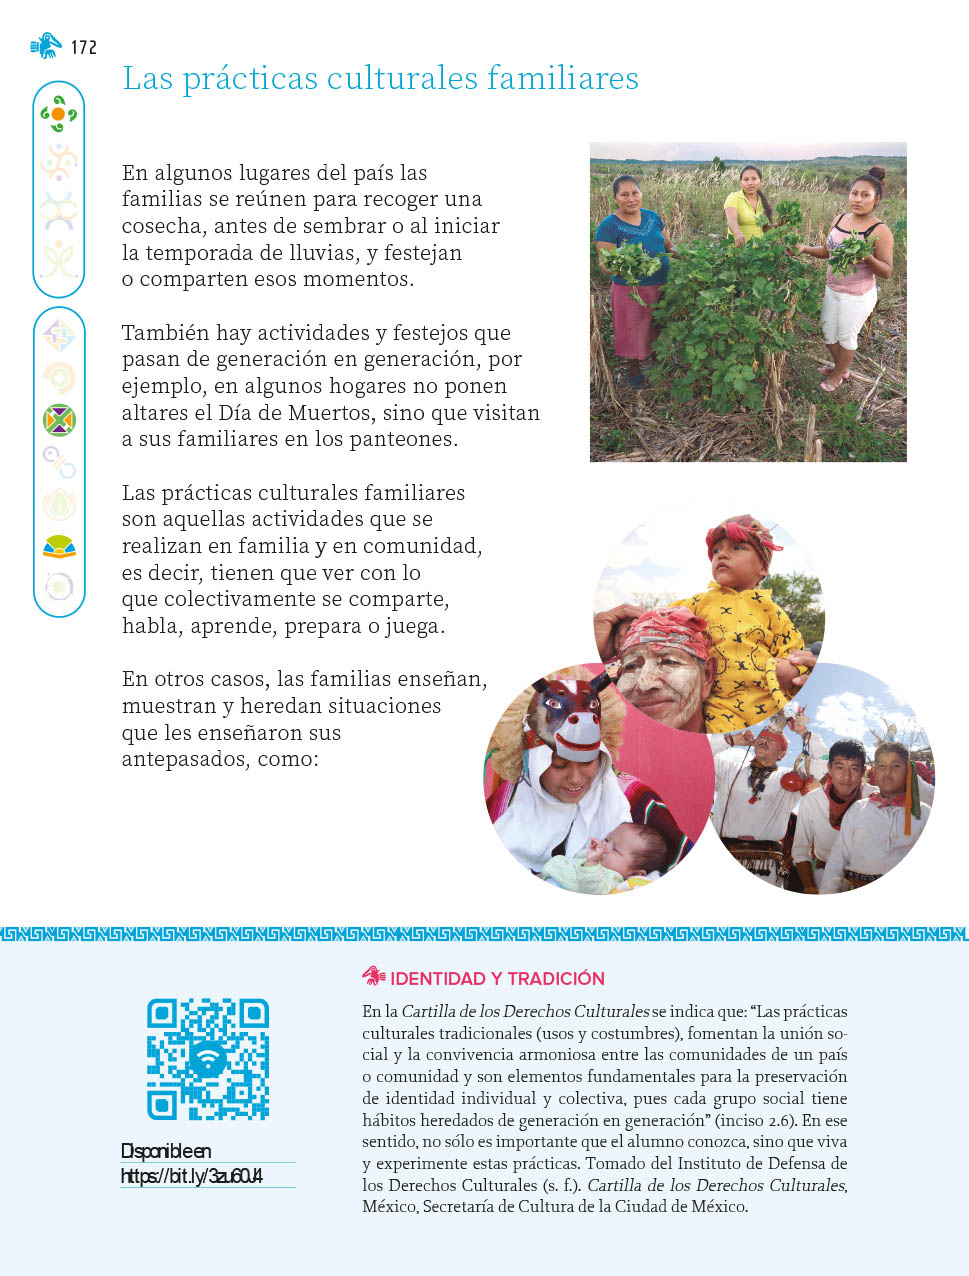 172
Las prácticas culturales familiares
En algunos lugares del país las
familias se reúnen para recoger una
cosecha, antes de sembrar o al iniciar
la temporada de lluvias, y festejan
o comparten esos momentos.
También hay actividades y festejos que
pasan de generación en generación, por
ejemplo, en algunos hogares no ponen
altares el Día de Muertos, sino que visitan
a sus familiares en los panteones.
Las prácticas culturales familiares
son aquellas actividades que se
realizan en familia y en comunidad,
es decir, tienen que ver con lo
que colectivamente se comparte,
habla, aprende, prepara o juega.
En otros casos, las familias enseñan,
muestran y heredan situaciones
que les enseñaron sus
antepasados, como:
IDENTIDAD Y TRADICIÓN
En la Cartilla de los Derechos Culturales se indica que: “Las prácticas
culturales tradicionales (usos y costumbres), fomentan la unión so-
cial y la convivencia armoniosa entre las comunidades de un país
o comunidad y son elementos fundamentales para la preservación
de identidad individual y colectiva, pues cada grupo social tiene
hábitos heredados de generación en generación” (inciso 2.6). En ese
sentido, no sólo es importante que el alumno conozca, sino que viva
y experimente estas prácticas. Tomado del Instituto de Defensa de
los Derechos Culturales (s. f.). Cartilla de los Derechos Culturales,
México, Secretaría de Cultura de la Ciudad de México.
Disponible en
https://bit.ly/3zu60J4